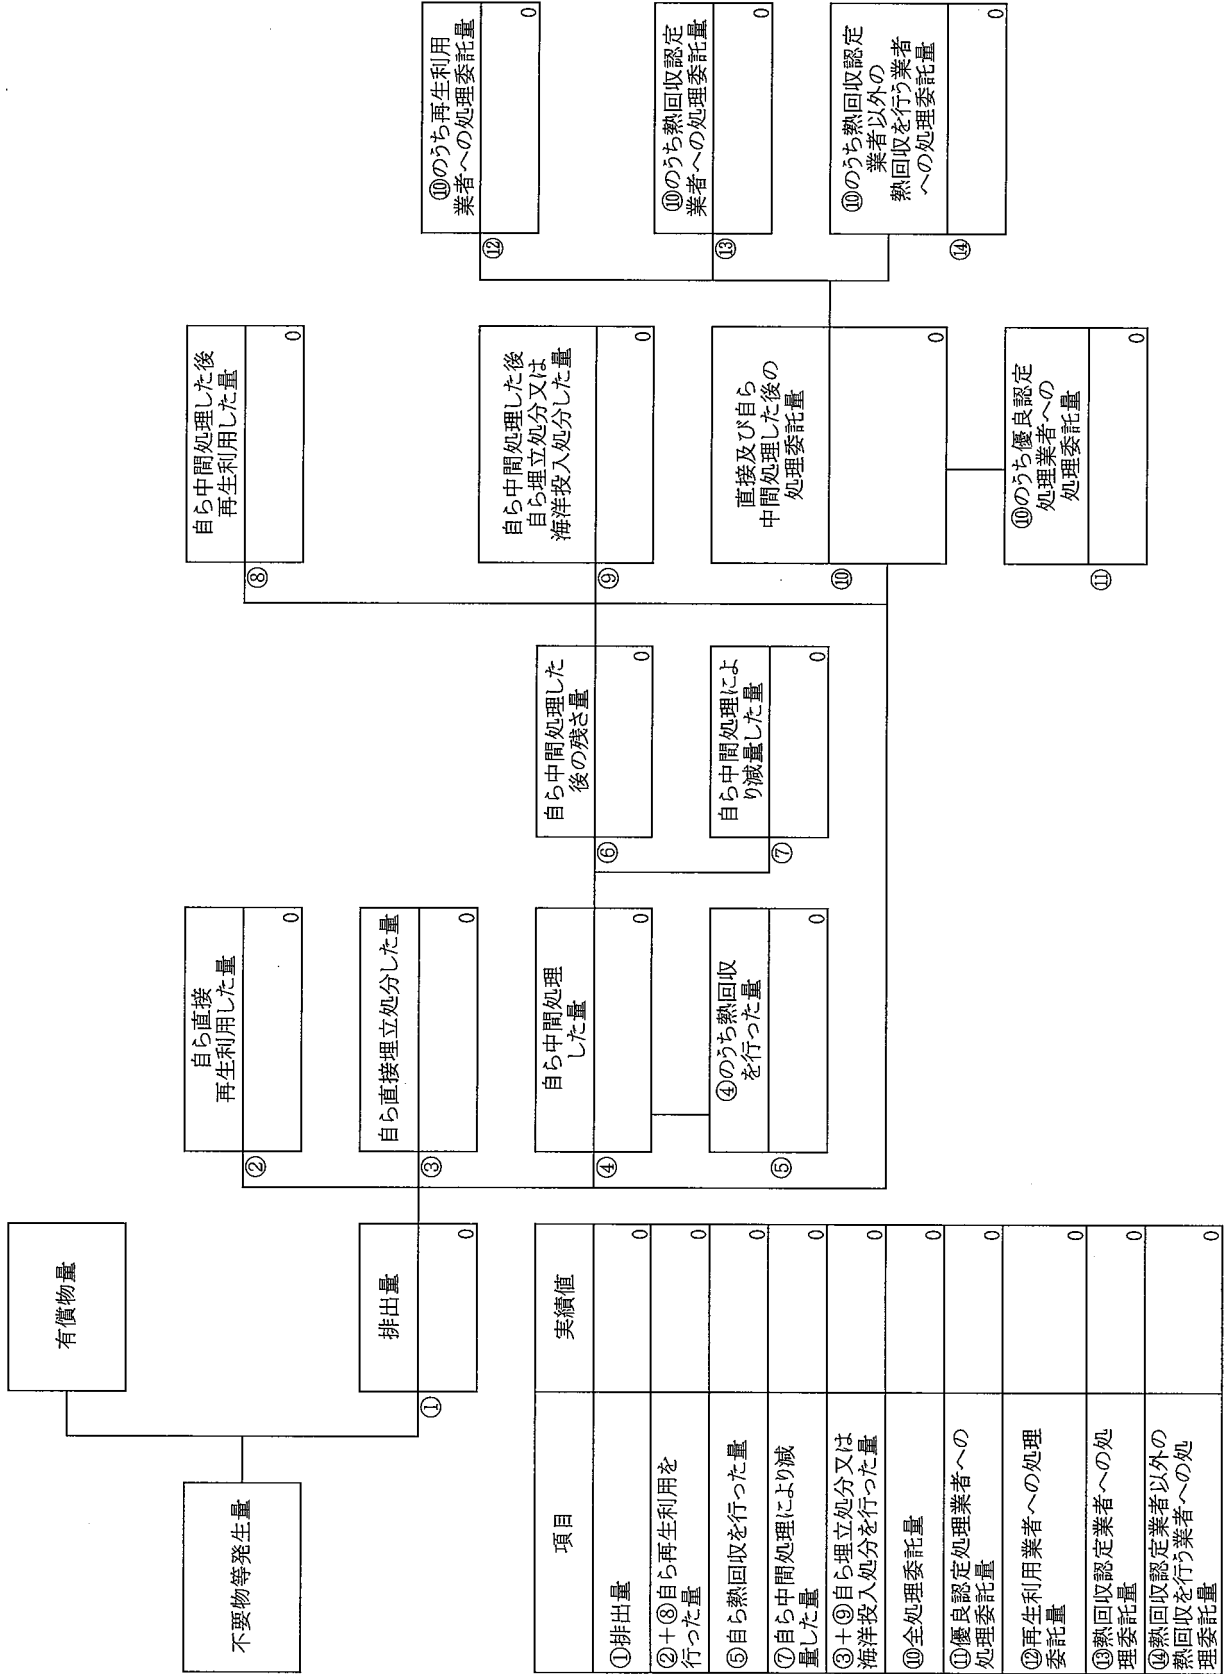 有償物量
不要物等発生量
①
排出量
0
②
自ら直接
再生利用した量
0
③
自ら直接埋立処分した量
0
④
自ら中間処理
した量
0
⑤
④のうち熱回収
を行った量
0
⑥
自ら中間処理した
後の残さ量
0
⑦
自ら中間処理によ
り減量した量
0
⑧
自ら中間処理した後
再生利用した量
0
⑨
自ら中間処理した後
自ら埋立処分又は
海洋投入処分した量
0
⑩
直接及び自ら
中間処理した後の
処理委託量
0
⑪
⑩のうち優良認定
処理業者への
処理委託量
0
⑫
⑩のうち再生利用
業者への処理委託量
0
⑬
⑩のうち熱回収認定
業者への処理委託量
0
⑭
⑩のうち熱回収認定
業者以外の
熱回収を行う業者
への処理委託量
0
項目 実績値
①排出量 0
②+⑧自ら再生利用を
行った量 0
⑤自ら熱回収を行った量 0
⑦自ら中間処理により減
量した量 0
③+⑨自ら埋立処分又は
海洋投入処分を行った量 0
⑩全処理委託量 0
⑪優良認定処理業者への
処理委託量 0
⑫再生利用業者への処理
委託量 0
⑬熱回収認定業者への処
理委託量 0
⑭熱回収認定業者以外の
熱回収を行う業者への処
理委託量 0